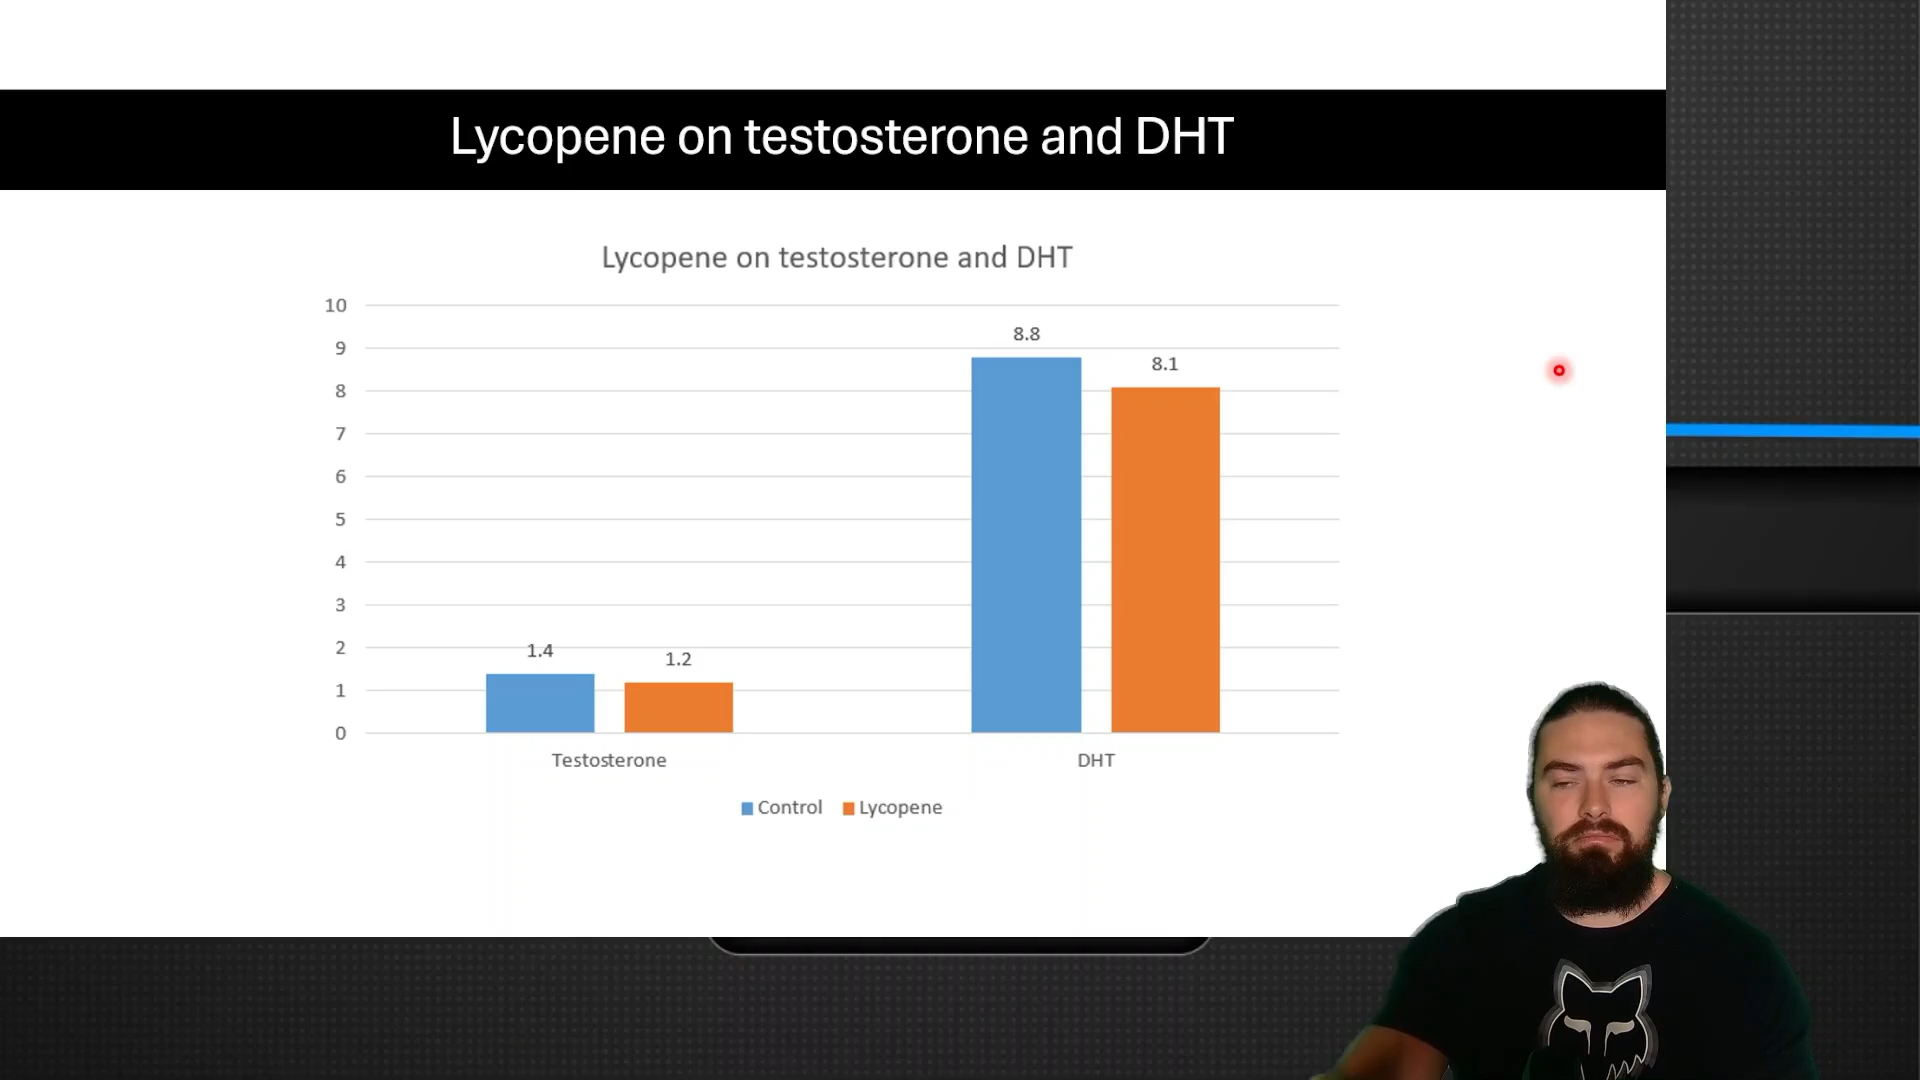 Lycopene on testosterone and DHT
Lycopene on testosterone and DHT
10
9
8
7
6
5
4
3
2
1
0
1.4
1.2
8.8
8.1
Testosterone
DHT
Control
Lycopene